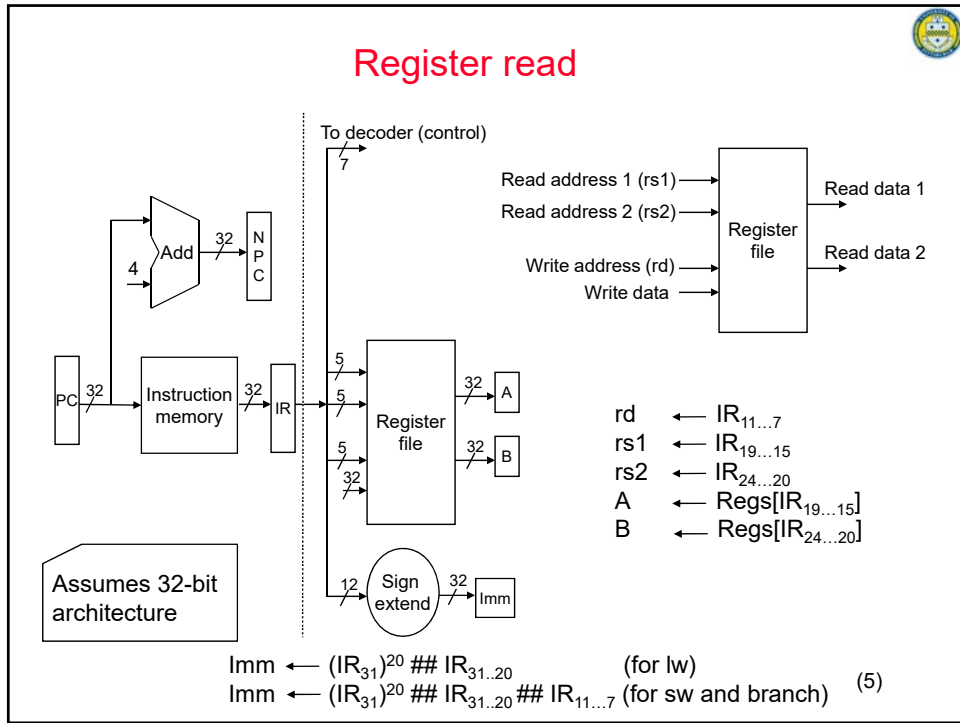 Register read
To decoder (control)
7
Read address 1 (rs1)
Read data 1
Read address 2 (rs2)
Register
file
Read data 2
Write address (rd)
Write data
Add
32
N
P
C
4
PC
32
Instruction
memory
32
IR
5
5
5
32
Register
file
32
A
32
B
rd ← IR11…7
rs1 ← IR19…15
rs2 ← IR24…20
A ← Regs[IR19…15]
B ← Regs[IR24…20]
Assumes 32-bit
architecture
12
Sign
extend
32
Imm
Imm ← (IR31)20 ## IR31..20 (for lw)
Imm ← (IR31)20 ## IR31..20 ## IR11…7 (for sw and branch)
(5)